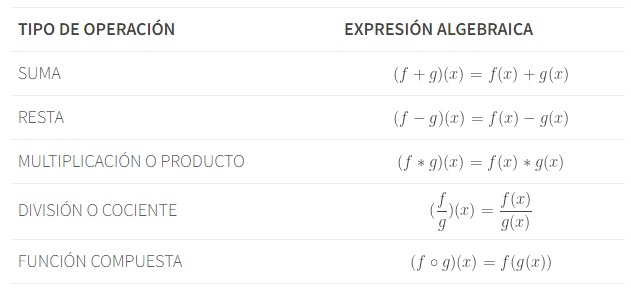 TIPO DE OPERACIÓN EXPRESIÓN ALGEBRAICA
SUMA (f + g)(x) = f(x) + g(x)
RESTA (f − g)(x) = f(x) − g(x)
MULTIPLICACIÓN O PRODUCTO (f ∗ g)(x) = f(x) ∗ g(x)
DIVISIÓN O COCIENTE (f/g)(x) = f(x)/g(x)
FUNCIÓN COMPUESTA (f ∘ g)(x) = f(g(x))